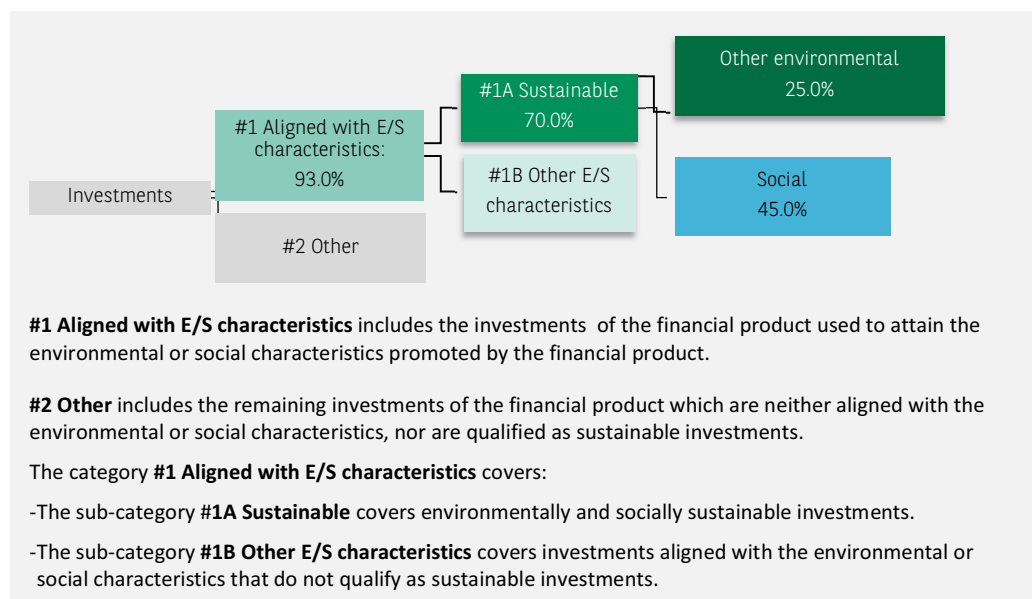 Other environmental
25.0%
#1A Sustainable
70.0%
#1 Aligned with E/S
characteristics:
93.0%
#1B Other E/S
characteristics
Social
45.0%
Investments
#2 Other
#1 Aligned with E/S characteristics includes the investments of the financial product used to attain the
environmental or social characteristics promoted by the financial product.
#2 Other includes the remaining investments of the financial product which are neither aligned with the
environmental or social characteristics, nor are qualified as sustainable investments.
The category #1 Aligned with E/S characteristics covers:
-The sub-category #1A Sustainable covers environmentally and socially sustainable investments.
-The sub-category #1B Other E/S characteristics covers investments aligned with the environmental or
social characteristics that do not qualify as sustainable investments.